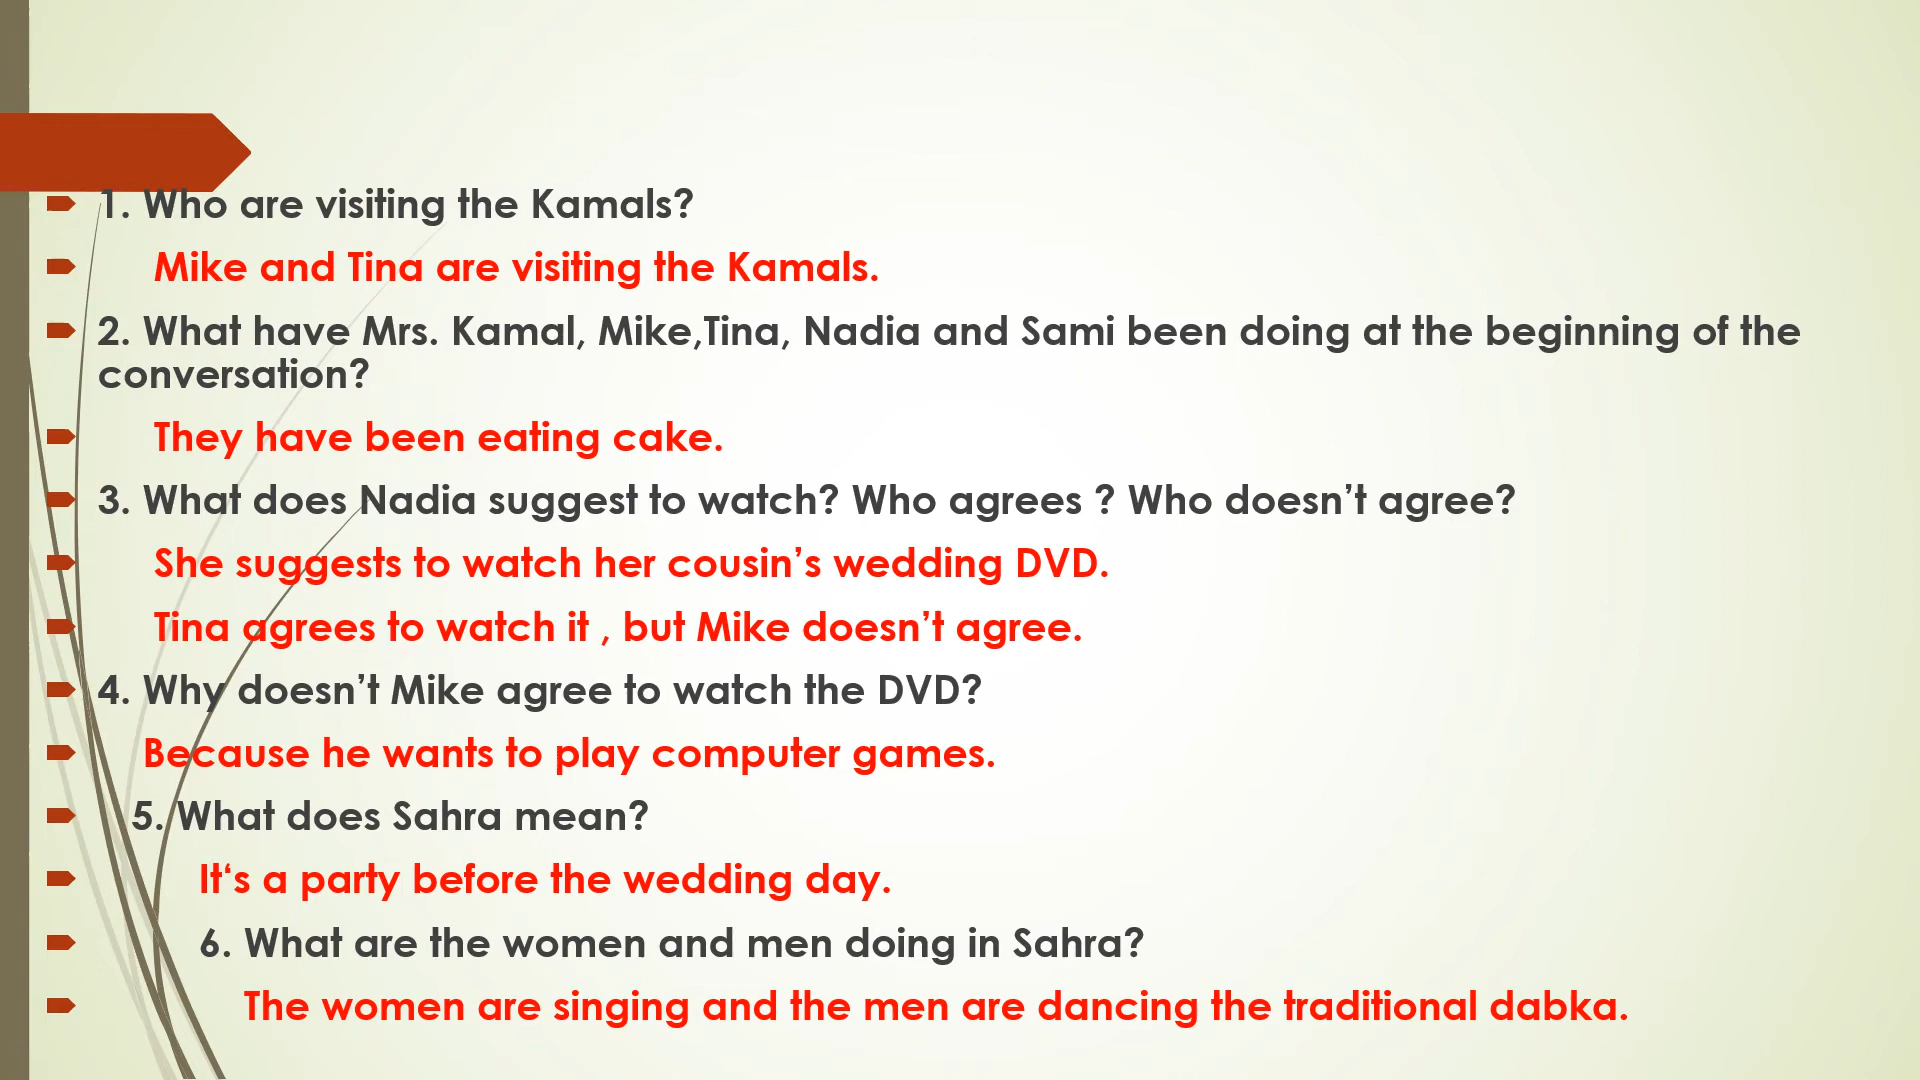 1. Who are visiting the Kamals?
Mike and Tina are visiting the Kamals.
2. What have Mrs. Kamal, Mike,Tina, Nadia and Sami been doing at the beginning of the
conversation?
They have been eating cake.
3. What does Nadia suggest to watch? Who agrees ? Who doesn’t agree?
She suggests to watch her cousin’s wedding DVD.
Tina agrees to watch it , but Mike doesn’t agree.
4. Why doesn’t Mike agree to watch the DVD?
Because he wants to play computer games.
5. What does Sahra mean?
It‘s a party before the wedding day.
6. What are the women and men doing in Sahra?
The women are singing and the men are dancing the traditional dabka.